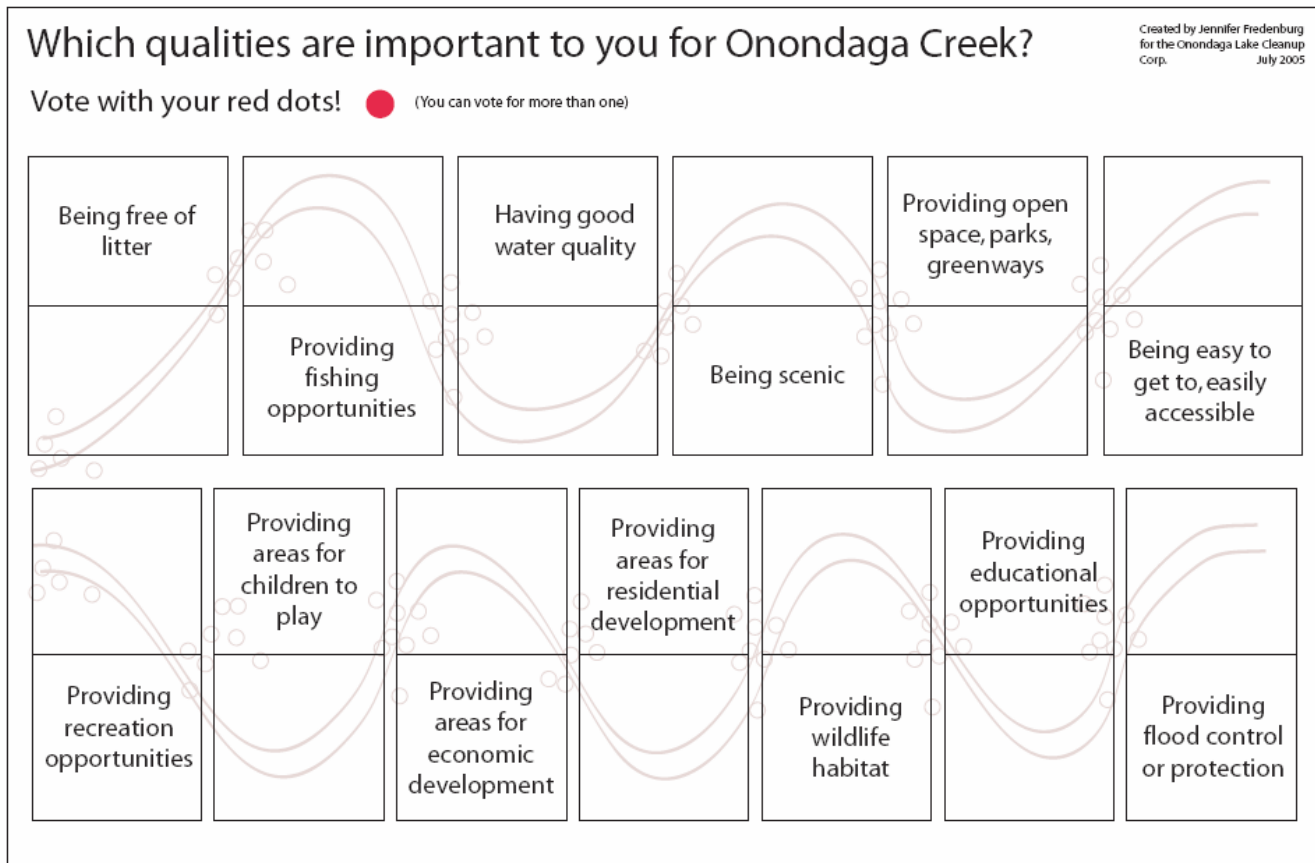 Which qualities are important to you for Onondaga Creek?
Created by Jennifer Fredenburg
for the Onondaga Lake Cleanup
Corp. July 2005
Vote with your red dots!
(You can vote for more than one)
Being free of
litter
Providing
fishing
opportunities
Having good
water quality
Being scenic
Providing open
space, parks,
greenways
Being easy to
get to, easily
accessible
Providing
recreation
opportunities
Providing
areas for
children to
play
Providing
areas for
economic
development
Providing
areas for
residential
development
Providing
wildlife
habitat
Providing
educational
opportunities
Providing
flood control
or protection